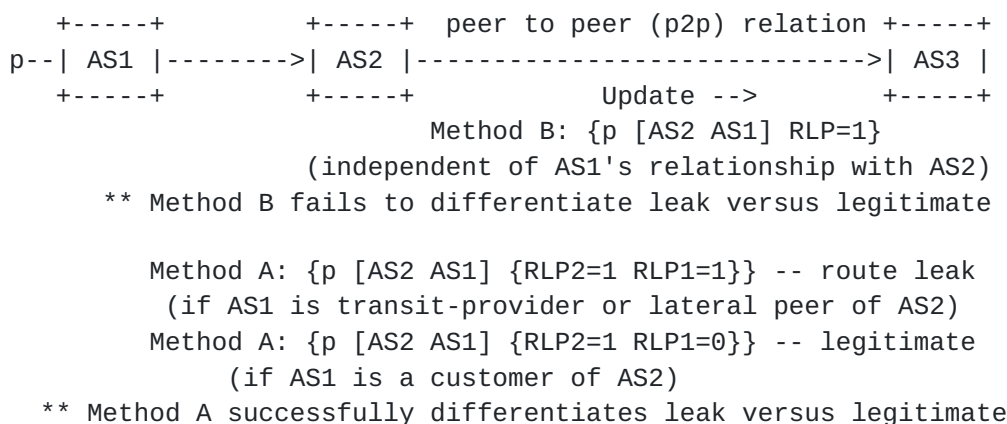 +-----+          +-----+  peer to peer (p2p) relation +-----+
p--| AS1 |-------->| AS2 |----------------------------->| AS3 |
   +-----+          +-----+            Update -->        +-----+
                           Method B: {p [AS2 AS1] RLP=1}
                   (independent of AS1's relationship with AS2)
      ** Method B fails to differentiate leak versus legitimate

         Method A: {p [AS2 AS1] {RLP2=1 RLP1=1}} -- route leak
          (if AS1 is transit-provider or lateral peer of AS2)
         Method A: {p [AS2 AS1] {RLP2=1 RLP1=0}} -- legitimate
              (if AS1 is a customer of AS2)
  ** Method A successfully differentiates leak versus legitimate